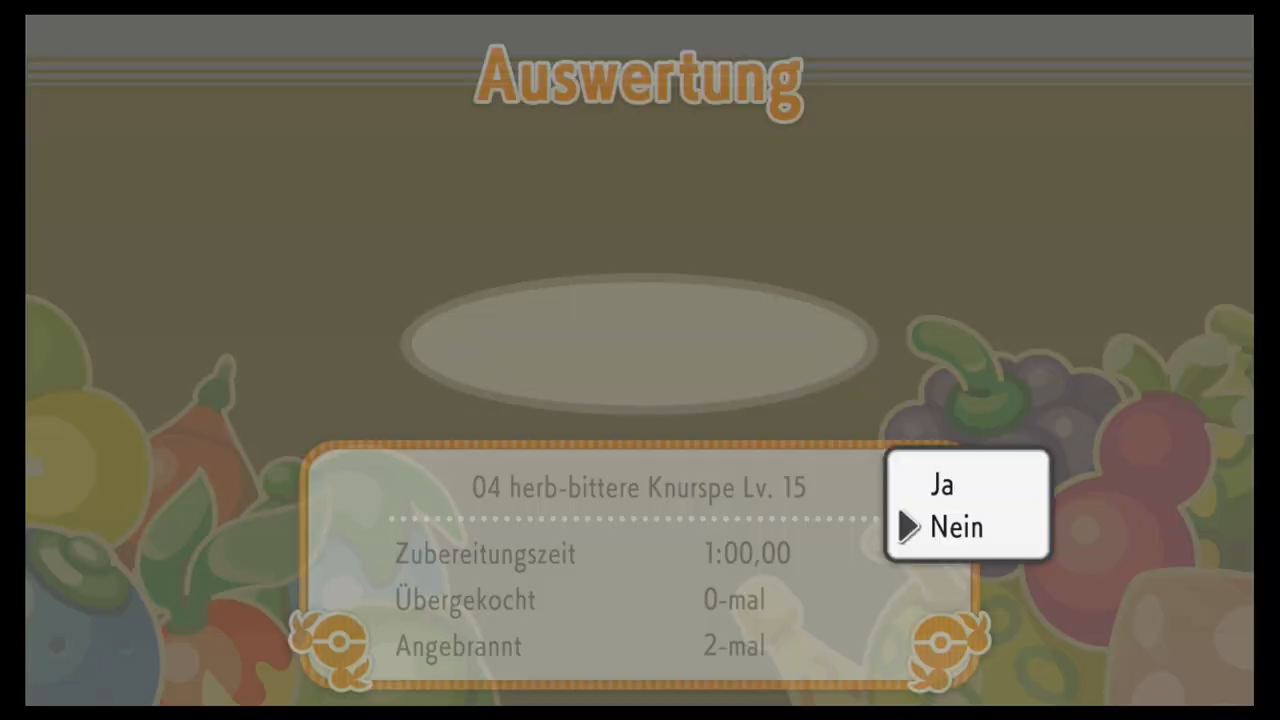 Auswertung
04 herb-bittere Knurspe Lv. 15
Ja
Nein
Zubereitungszeit 1:00,00
Übergekocht 0-mal
Angebrannt 2-mal